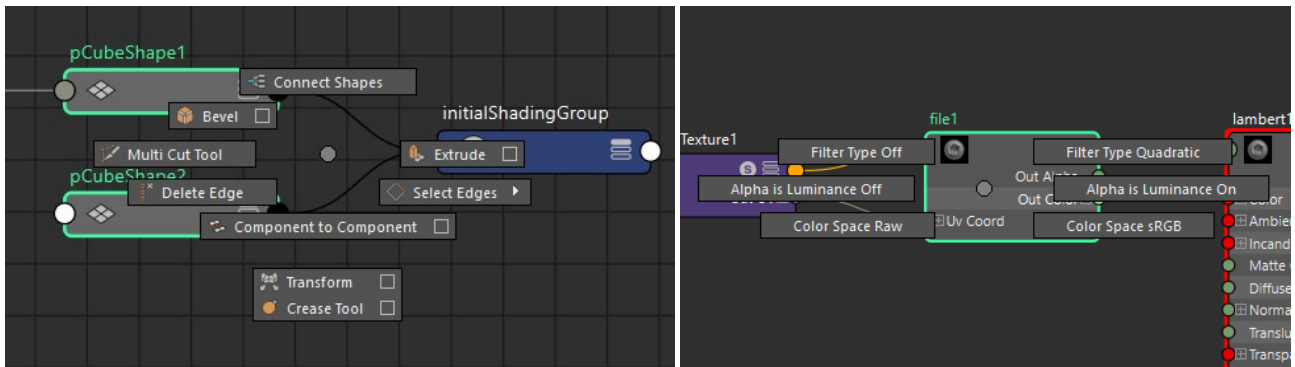 pCubeShape1
Connect Shapes
Bevel
initialShadingGroup
Multi Cut Tool
Extrude
pCubeShape2
Delete Edge
Select Edges
Component to Component
Transform
Crease Tool
file1
lambert1
Texture1
Filter Type Off
Filter Type Quadratic
S
Out
Alpha is Luminance Off
Alpha is Luminance On
Out Color
Color
Color Space Raw
Uv Coord
Color Space sRGB
Ambie
Incand
Matte
Diffuse
Norma
Translu
Transpa